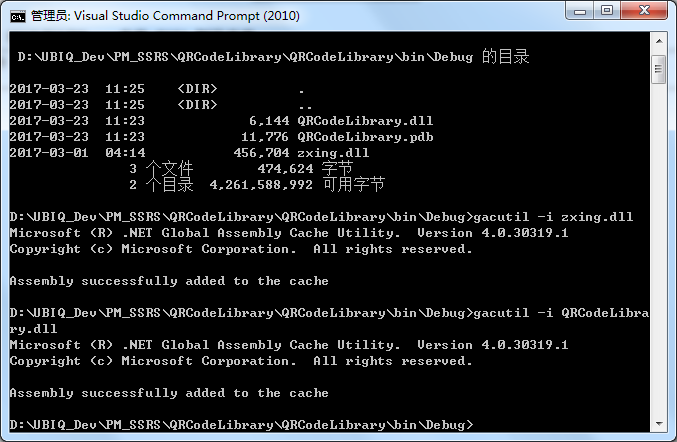 管理员: Visual Studio Command Prompt (2010)
D:\UBIQ_Dev\PM_SSRS\QRCodeLibrary\QRCodeLibrary\bin\Debug 的目录
2017-03-23  11:25    <DIR>          .
2017-03-23  11:25    <DIR>          ..
2017-03-23  11:23             6,144 QRCodeLibrary.dll
2017-03-23  11:23            11,776 QRCodeLibrary.pdb
2017-03-01  04:14           456,704 zxing.dll
3 个文件        474,624 字节
2 个目录  4,261,588,992 可用字节
D:\UBIQ_Dev\PM_SSRS\QRCodeLibrary\QRCodeLibrary\bin\Debug>gacutil -i zxing.dll
Microsoft (R) .NET Global Assembly Cache Utility.  Version 4.0.30319.1
Copyright (c) Microsoft Corporation.  All rights reserved.
Assembly successfully added to the cache
D:\UBIQ_Dev\PM_SSRS\QRCodeLibrary\QRCodeLibrary\bin\Debug>gacutil -i QRCodeLibra
ry.dll
Microsoft (R) .NET Global Assembly Cache Utility.  Version 4.0.30319.1
Copyright (c) Microsoft Corporation.  All rights reserved.
Assembly successfully added to the cache
D:\UBIQ_Dev\PM_SSRS\QRCodeLibrary\QRCodeLibrary\bin\Debug>